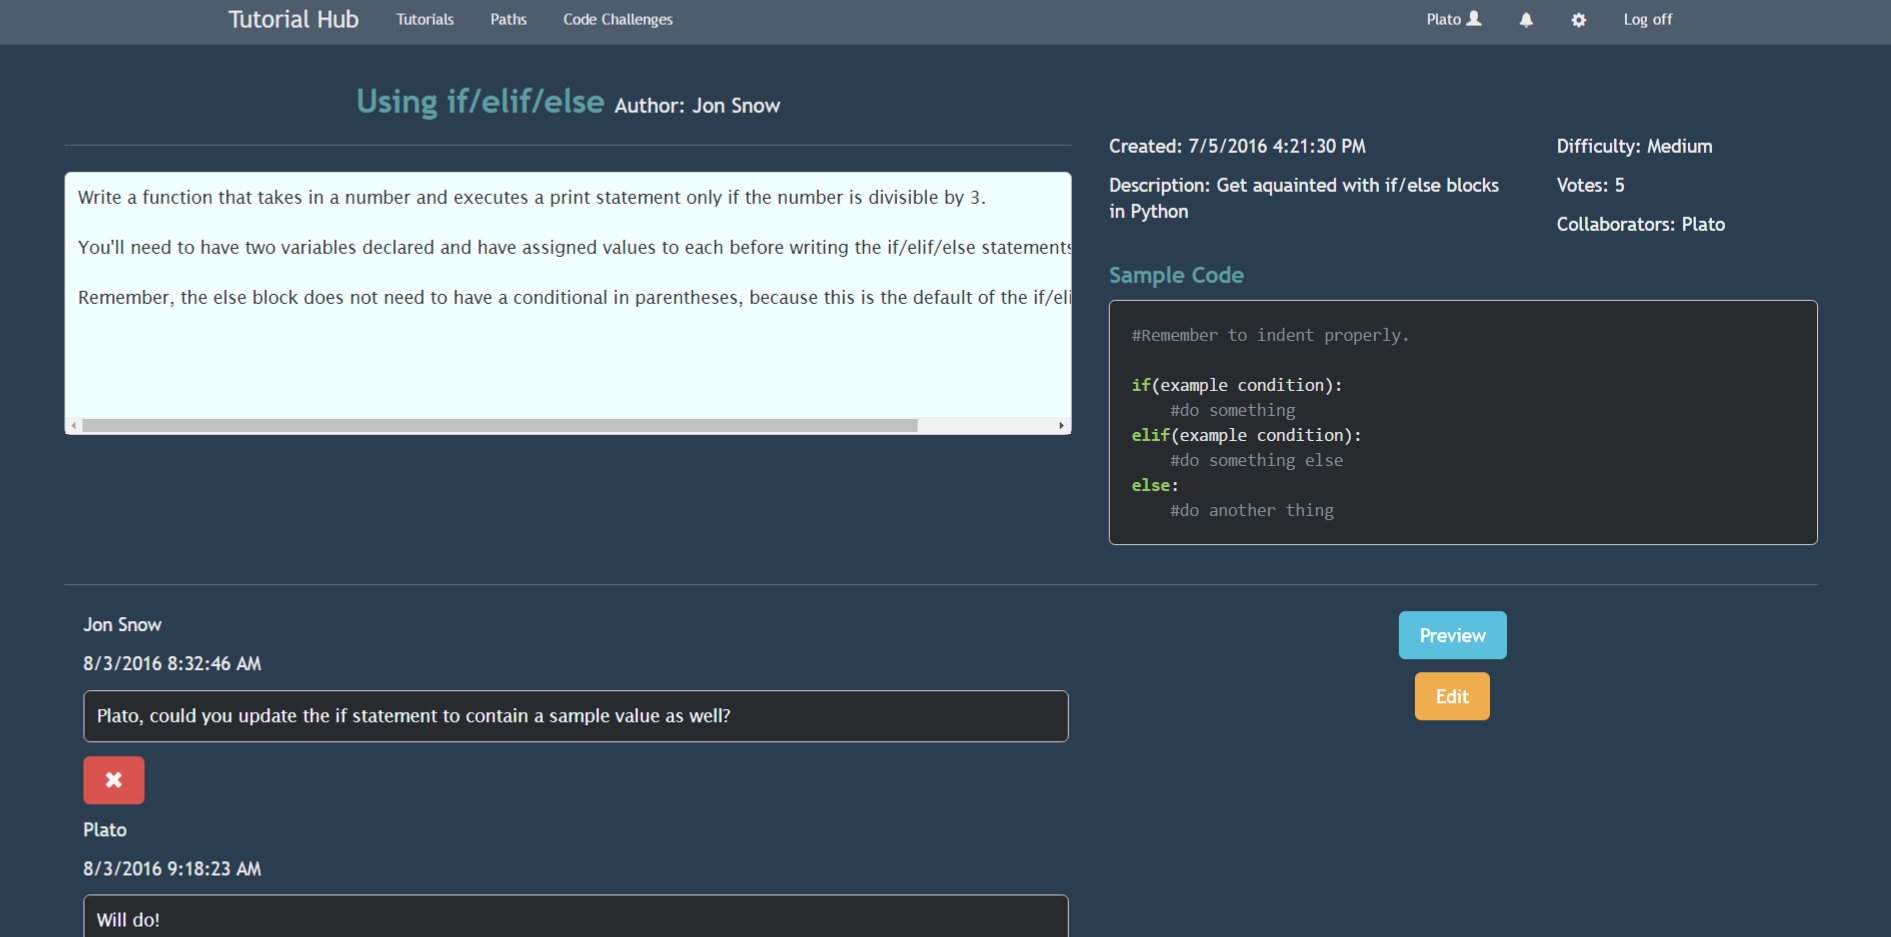 Tutorial Hub Tutorials Paths Code Challenges Plato Log off
Using if/elif/else Author: Jon Snow
Write a function that takes in a number and executes a print statement only if the number is divisible by 3.
You'll need to have two variables declared and have assigned values to each before writing the if/elif/else statements
Remember, the else block does not need to have a conditional in parentheses, because this is the default of the if/eli
Created: 7/5/2016 4:21:30 PM
Description: Get aquainted with if/else blocks
in Python
Difficulty: Medium
Votes: 5
Collaborators: Plato
Sample Code
#Remember to indent properly.
if(example condition):
#do something
elif(example condition):
#do something else
else:
#do another thing
Jon Snow
8/3/2016 8:32:46 AM
Plato, could you update the if statement to contain a sample value as well?
Plato
8/3/2016 9:18:23 AM
Will do!
Preview
Edit